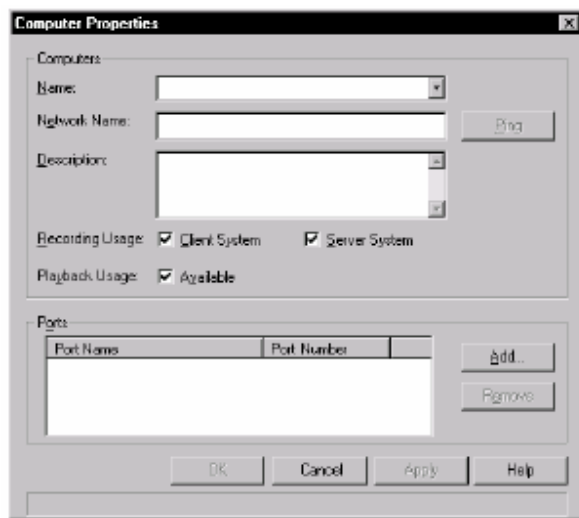 Computer Properties
Computers
Name:
Network Name:
Ping
Description:
Recording Usage: Client System Server System
Playback Usage: Available
Ports
Port Name Port Number
Add...
Remove
OK Cancel Apply Help